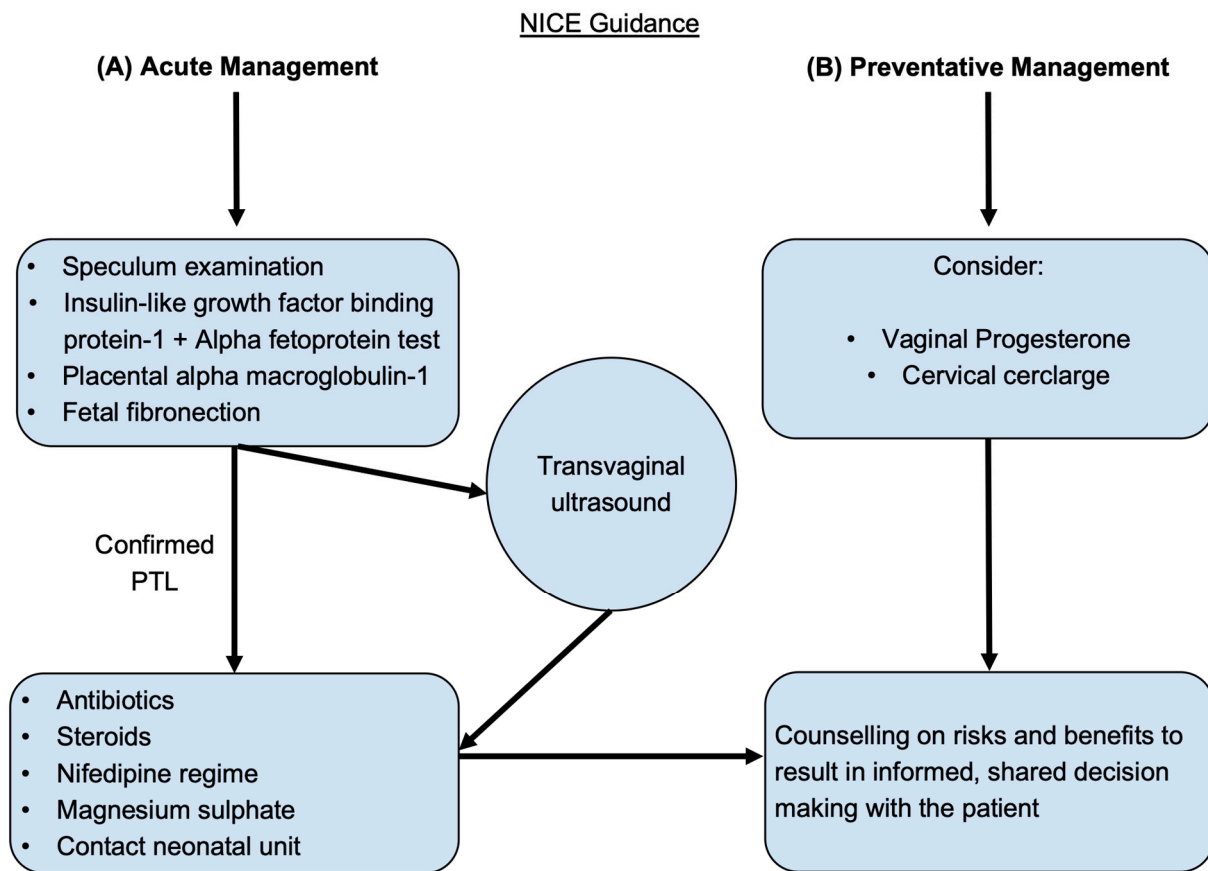 NICE Guidance
(A) Acute Management
(B) Preventative Management
• Speculum examination
• Insulin-like growth factor binding
protein-1 + Alpha fetoprotein test
• Placental alpha macroglobulin-1
• Fetal fibronection
Consider:
• Vaginal Progesterone
• Cervical cerclarge
Transvaginal
ultrasound
Confirmed
PTL
• Antibiotics
• Steroids
• Nifedipine regime
• Magnesium sulphate
• Contact neonatal unit
Counselling on risks and benefits to
result in informed, shared decision
making with the patient